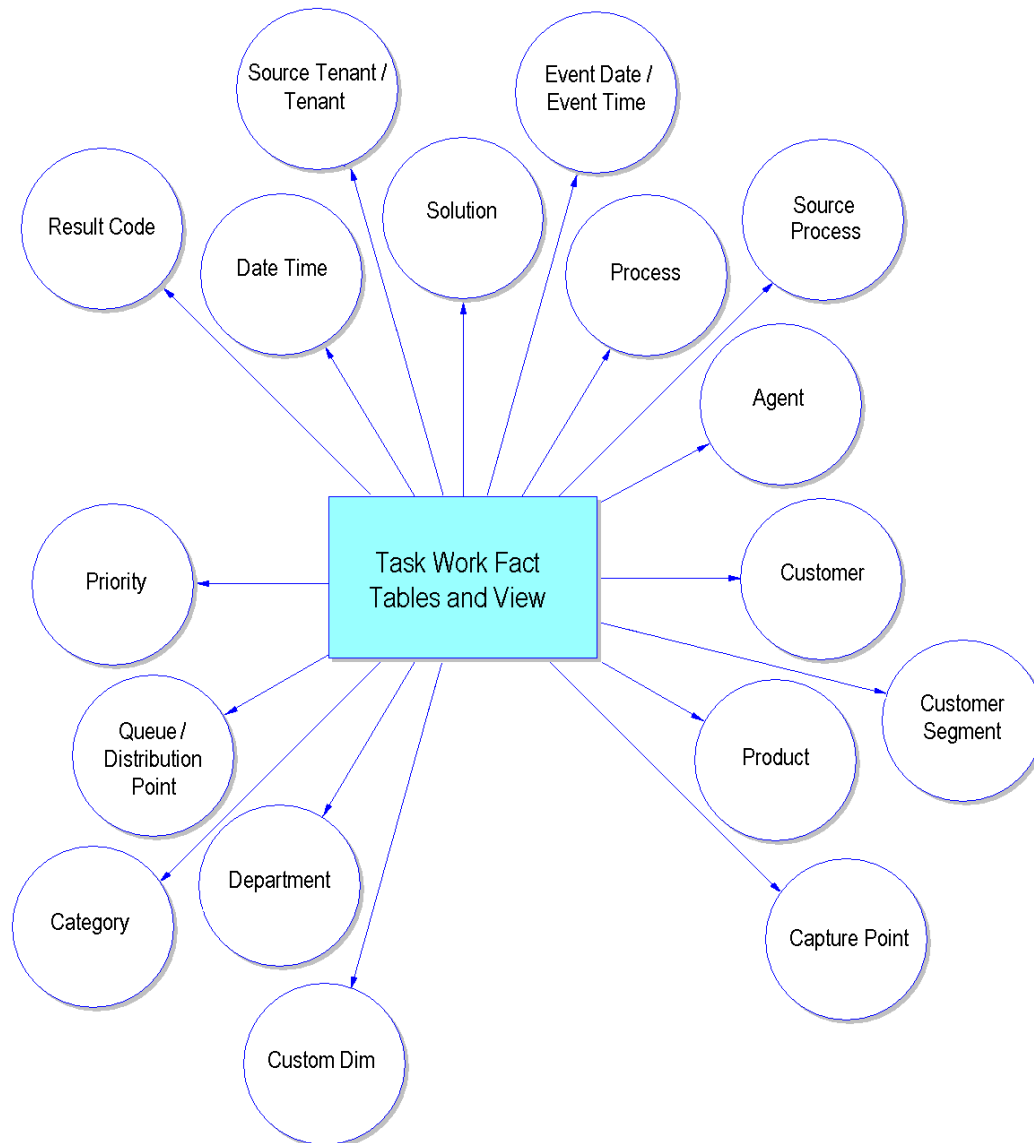 Source Tenant /
Tenant
Event Date /
Event Time
Result Code
Date Time
Solution
Process
Source
Process
Agent
Task Work Fact
Tables and View
Priority
Customer
Queue /
Distribution
Point
Customer
Segment
Product
Category
Department
Capture Point
Custom Dim